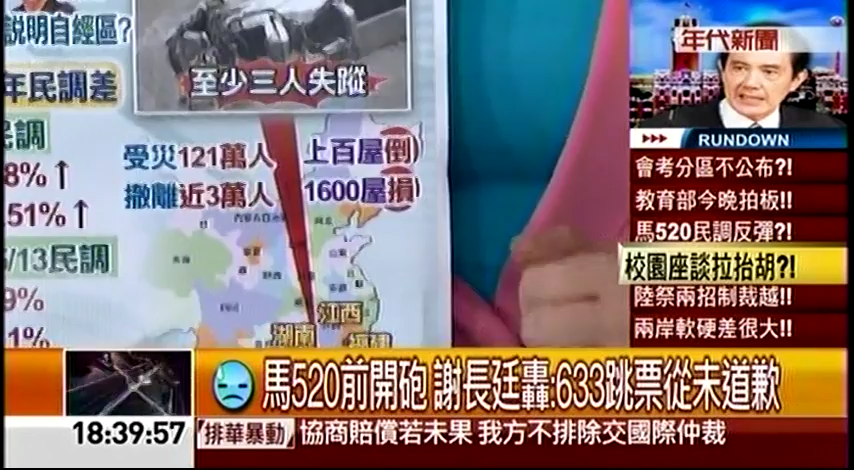 說明自經區?
年民調差
民調
8%↑
.51%↑
5/13民調
9%
1%
至少三人失蹤
受災121萬人 上百屋倒
撤離近3萬人 1600屋損
江西
湖南
福建
年代新聞
RUNDOWN
會考分區不公布?!
教育部今晚拍板!!
馬520民調反彈?!
校園座談拉抬胡?!
陸祭兩招制裁越!!
兩岸軟硬差很大!!
馬520前開砲 謝長廷轟:633跳票從未道歉
18:39:57
排華暴動 協商賠償若未果 我方不排除交國際仲裁